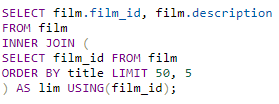 SELECT film.film_id, film.description
FROM film
INNER JOIN (
SELECT film_id FROM film
ORDER BY title LIMIT 50, 5
) AS lim USING(film_id);